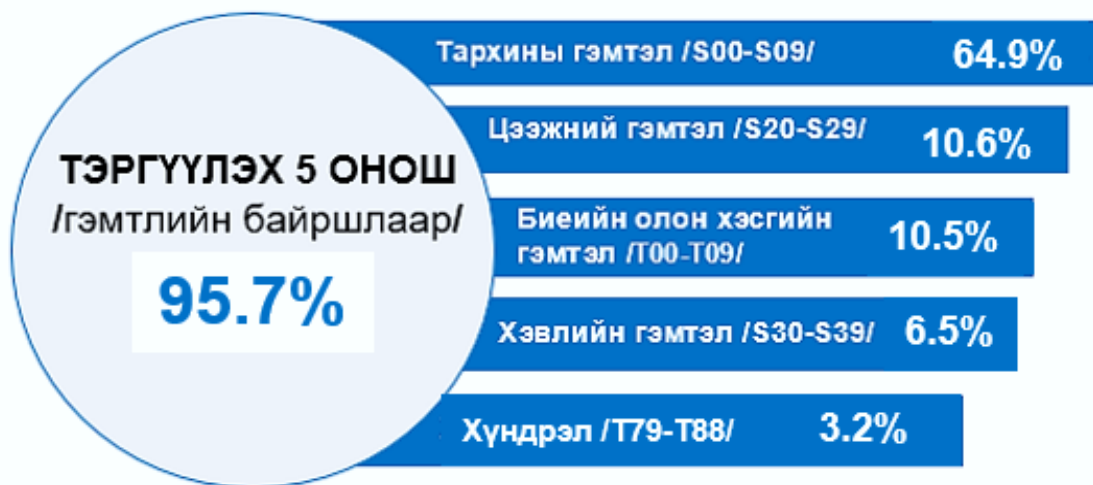 ТЭРГҮҮЛЭХ 5 ОНОШ
/гэмтлийн байршлаар/
95.7%
Тархины гэмтэл /S00-S09/ 64.9%
Цээжний гэмтэл /S20-S29/ 10.6%
Биеийн олон хэсгийн
гэмтэл /T00-T09/ 10.5%
Хэвлийн гэмтэл /S30-S39/ 6.5%
Хүндрэл /T79-T88/ 3.2%